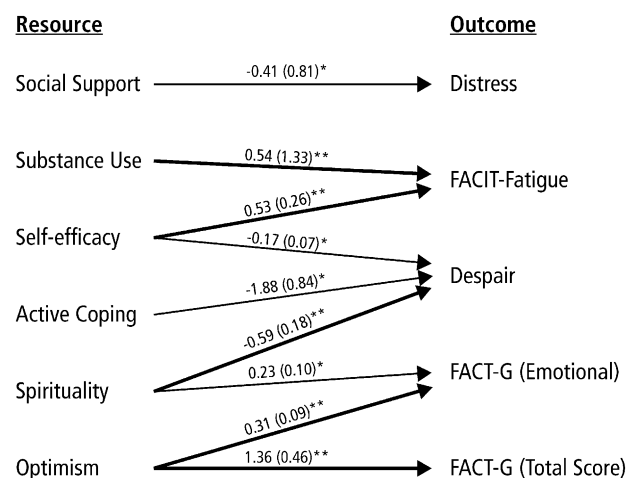 Resource Outcome
Social Support -0.41 (0.81)* Distress
Substance Use 0.54 (1.33)**
FACIT-Fatigue
0.53 (0.26)**
Self-efficacy -0.17 (0.07)*
Despair
-1.88 (0.84)*
Active Coping
-0.59 (0.18)**
0.23 (0.10)* FACT-G (Emotional)
Spirituality
0.31 (0.09)**
Optimism 1.36 (0.46)** FACT-G (Total Score)